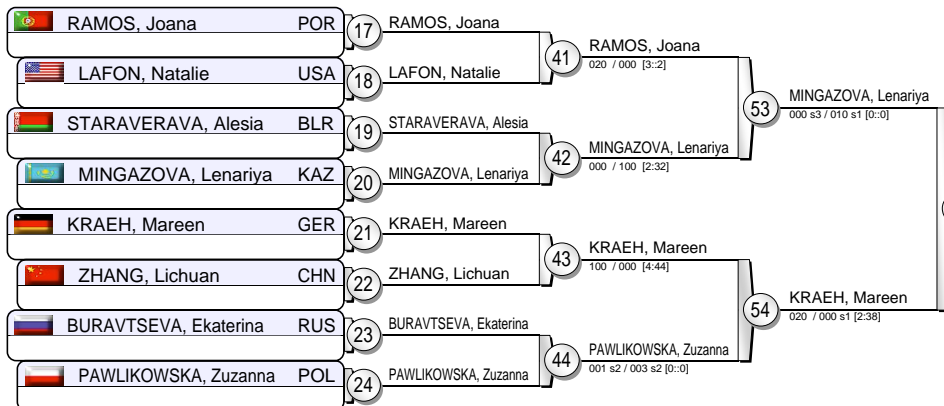 RAMOS, Joana POR
17
RAMOS, Joana
LAFON, Natalie USA
18
LAFON, Natalie
41
RAMOS, Joana
020 / 000 [3::2]
STARAVERAVA, Alesia BLR
19
STARAVERAVA, Alesia
MINGAZOVA, Lenariya KAZ
20
MINGAZOVA, Lenariya
42
MINGAZOVA, Lenariya
000 / 100 [2:32]
53
MINGAZOVA, Lenariya
000 s3 / 010 s1 [0::0]
KRAEH, Mareen GER
21
KRAEH, Mareen
ZHANG, Lichuan CHN
22
ZHANG, Lichuan
43
KRAEH, Mareen
100 / 000 [4:44]
BURAVTSEVA, Ekaterina RUS
23
BURAVTSEVA, Ekaterina
PAWLIKOWSKA, Zuzanna POL
24
PAWLIKOWSKA, Zuzanna
44
PAWLIKOWSKA, Zuzanna
001 s2 / 003 s2 [0::0]
54
KRAEH, Mareen
020 / 000 s1 [2:38]